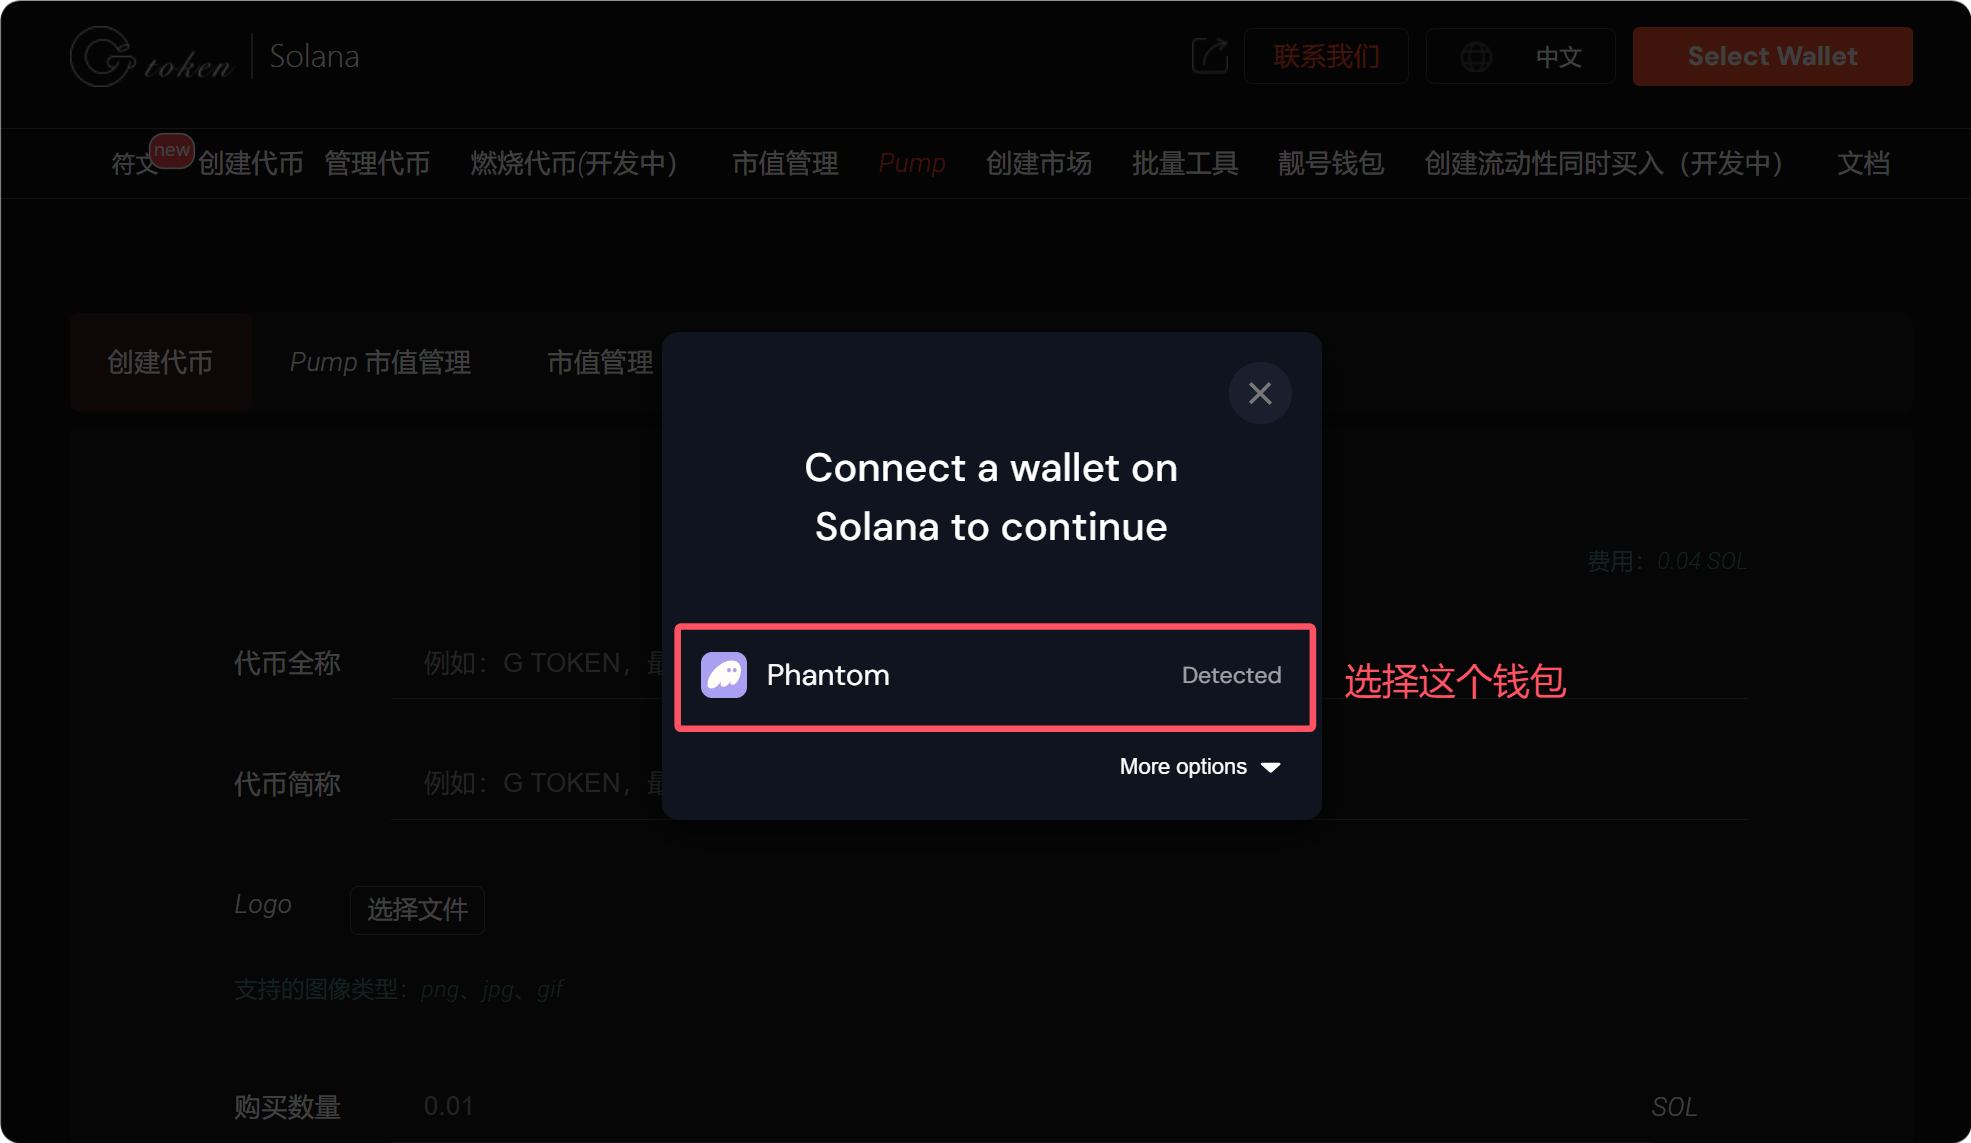 G token | Solana
联系我们
中文
Select Wallet
符文
new
创建代币
管理代币
燃烧代币(开发中)
市值管理
Pump
创建市场
批量工具
靓号钱包
创建流动性同时买入（开发中）
文档
创建代币
Pump 市值管理
市值管理
Connect a wallet on
Solana to continue
费用：0.04 SOL
代币全称
例如：G TOKEN，最
Phantom
Detected
选择这个钱包
More options
代币简称
例如：G TOKEN，最
Logo
选择文件
支持的图像类型：png、jpg、gif
购买数量
0.01
SOL